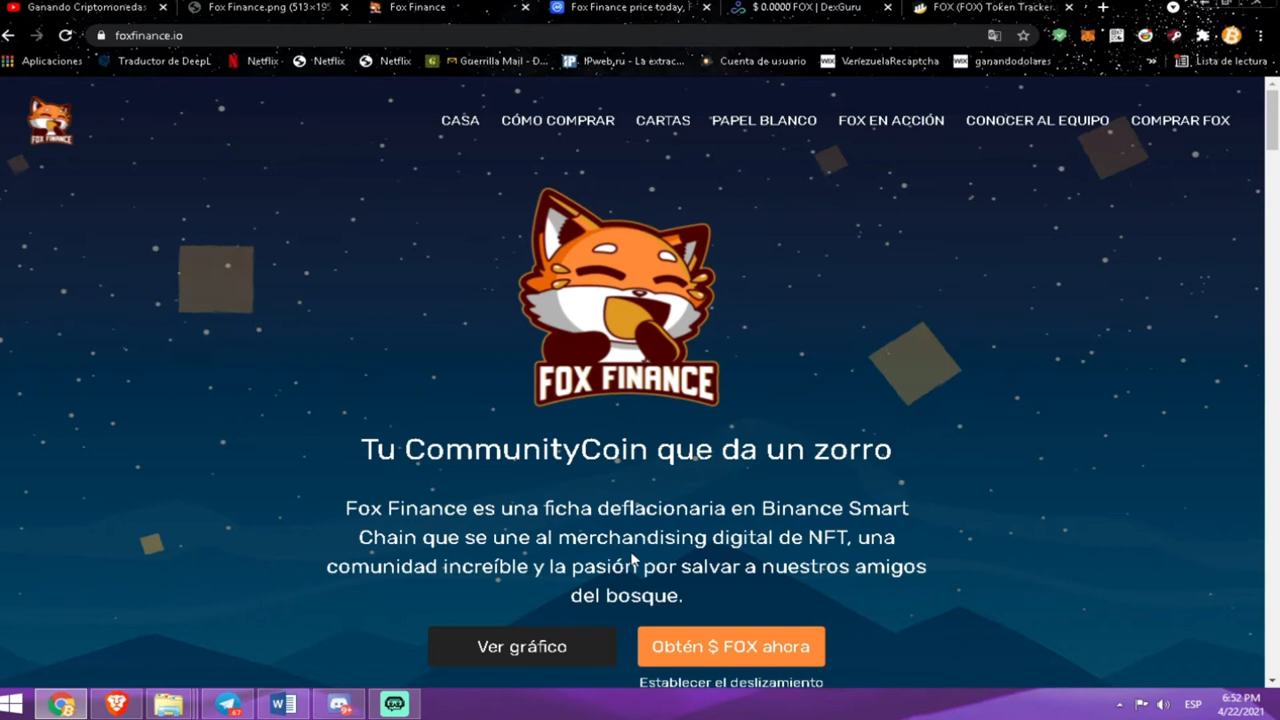 Ganando Criptomonedas
Fox Finance.png (513×195
Fox Finance
Fox Finance price today,
$ 0.0000 FOX | DexGuru
FOX (FOX) Token Tracker
foxfinance.io
Aplicaciones
Traductor de DeepL
Netflix
Netflix
Netflix
Guerrilla Mail - D...
IPweb.ru - La extrac...
Cuenta de usuario
VenezuelaRecaptcha
ganandodolares
Lista de lectura
FOX FINANCE
CASA
CÓMO COMPRAR
CARTAS
PAPEL BLANCO
FOX EN ACCIÓN
CONOCER AL EQUIPO
COMPRAR FOX
FOX FINANCE
Tu CommunityCoin que da un zorro
Fox Finance es una ficha deflacionaria en Binance Smart
Chain que se une al merchandising digital de NFT, una
comunidad increíble y la pasión por salvar a nuestros amigos
del bosque.
Ver gráfico
Obtén $ FOX ahora
Establecer el deslizamiento
ESP
6:52 PM
4/22/2021